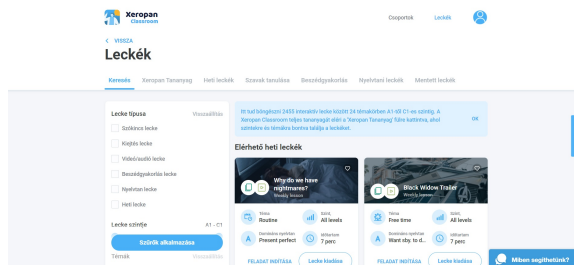 Xeropan
Classroom
Csoportok
Leckék
VISSZA
Leckék
Keresés
Xeropan Tananyag
Heti leckék
Szavak tanulása
Beszédgyakorlás
Nyelvtani leckék
Mentett leckék
Lecke típusa
Visszaállítás
Szókincs lecke
Kiejtés lecke
Videó/audió lecke
Beszédgyakorlás lecke
Nyelvtan lecke
Heti lecke
Lecke szintje
A1 - C1
Szűrők alkalmazása
Témák
Visszaállítás
Itt tud böngészni 2455 interaktív lecke között 24 témakörben A1-től C1-es szintig. A
Xeropan Classroom teljes tananyagát eléri a 'Xeropan Tananyag' fülre kattintva, ahol
szintekre és témákra bontva találja a leckéket.
OK
Elérhető heti leckék
Why do we have
nightmares?
Weekly lesson
Téma
Routine
Szint,
All levels
Domináns nyelvtan
Present perfect
Időtartam
7 perc
FELADAT INDÍTÁSA
Lecke kiadása
Black Widow Trailer
Weekly lesson
Téma
Free time
Szint,
All levels
Domináns nyelvtan
Want sby. to d...
Időtartam
7 perc
FELADAT INDÍTÁSA
Lecke kiadása
Miben segíthetünk?